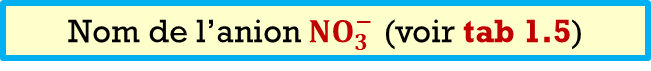 Nom de l’anion NO₃⁻ (voir tab 1.5)